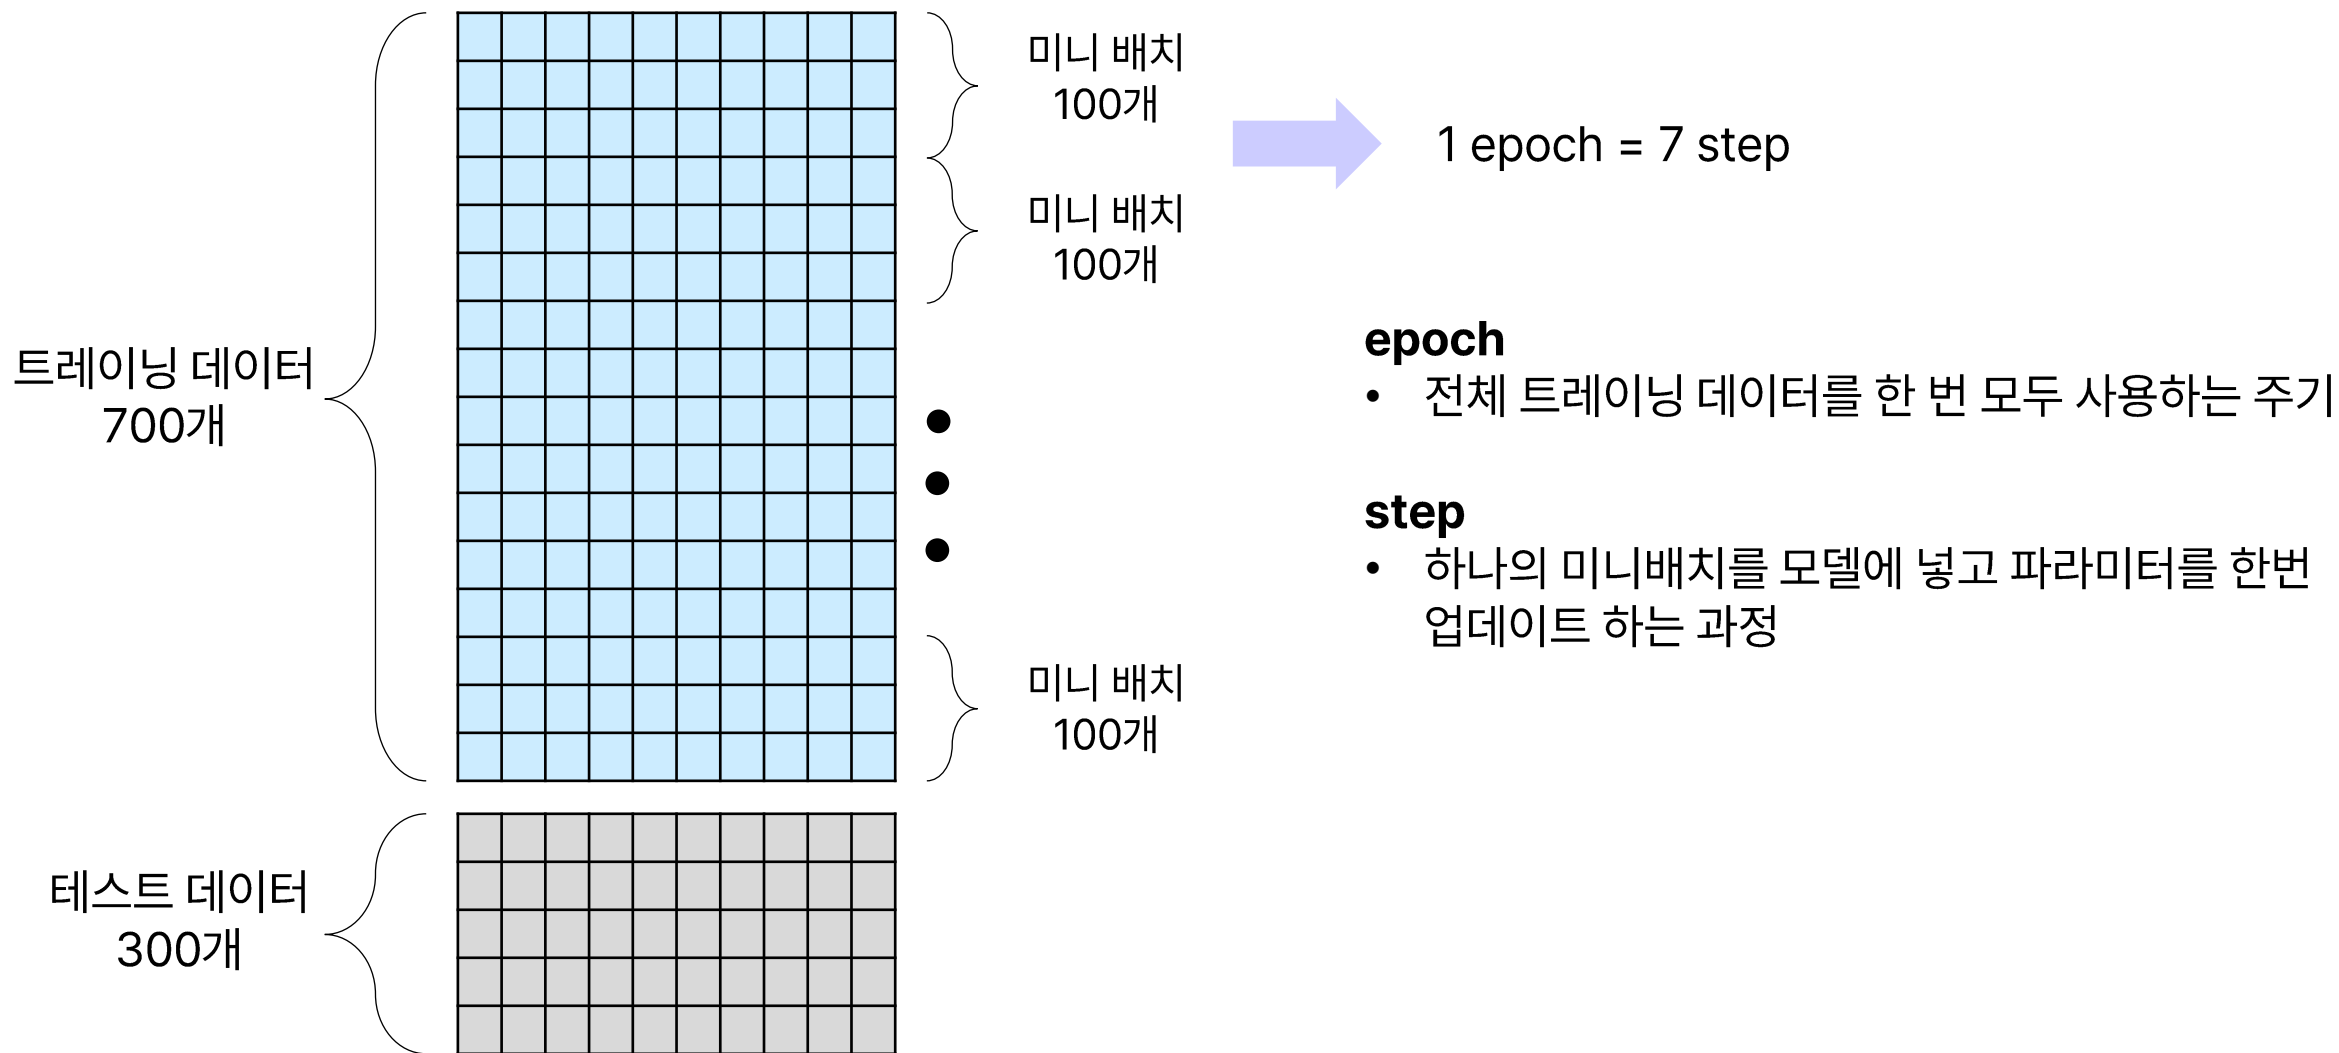 미니 배치
100개
1 epoch = 7 step
미니 배치
100개
트레이닝 데이터
700개
epoch
• 전체 트레이닝 데이터를 한 번 모두 사용하는 주기
step
• 하나의 미니배치를 모델에 넣고 파라미터를 한번
업데이트 하는 과정
미니 배치
100개
테스트 데이터
300개